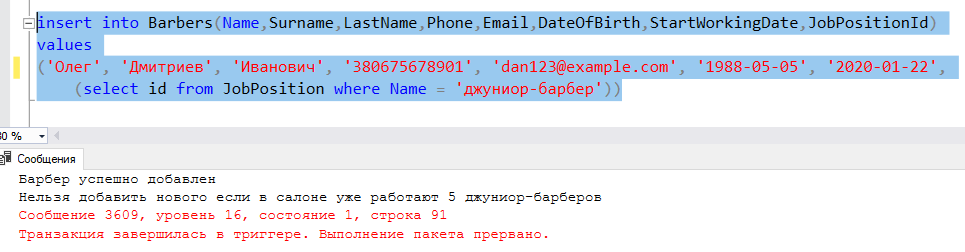 insert into Barbers(Name,Surname,LastName,Phone,Email,DateOfBirth,StartWorkingDate,JobPositionId)
values
('Олег', 'Дмитриев', 'Иванович', '380675678901', 'dan123@example.com', '1988-05-05', '2020-01-22',
(select id from JobPosition where Name = 'джуниор-барбер'))
Сообщения
Барбер успешно добавлен
Нельзя добавить нового если в салоне уже работают 5 джуниор-барберов
Сообщение 3609, уровень 16, состояние 1, строка 91
Транзакция завершилась в триггере. Выполнение пакета прервано.